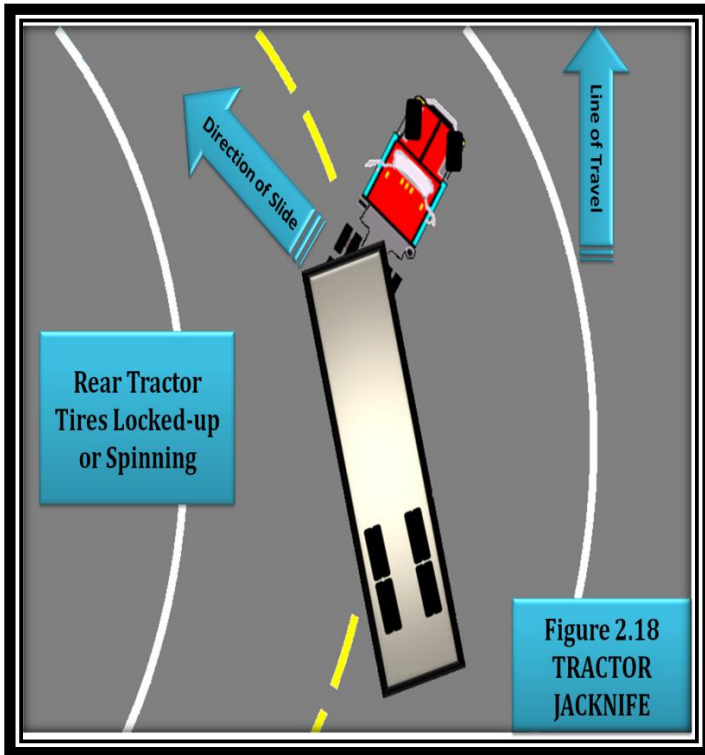 Direction of Slide
Line of Travel
Rear Tractor
Tires Locked-up
or Spinning
Figure 2.18
TRACTOR
JACKNIFE